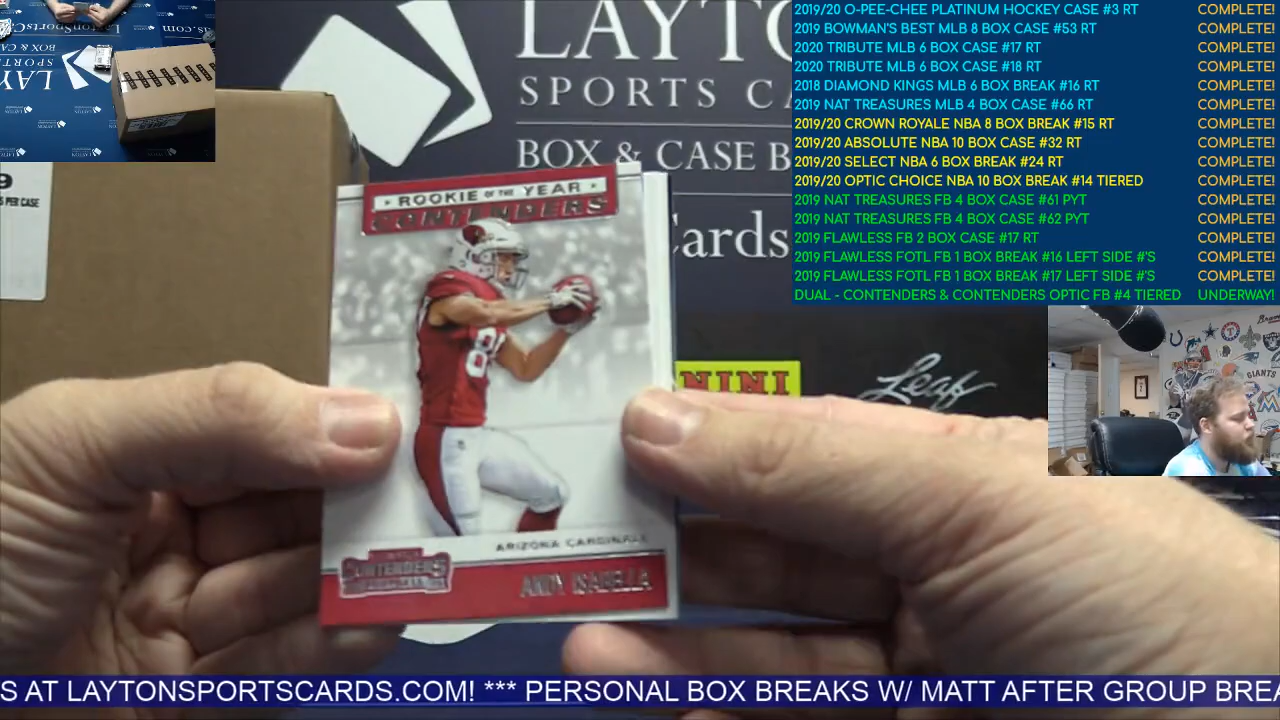 LAYTO
SPORTS CA
BOX & CASE B
Cards
9
S PER CASE
ROOKIE OF THE YEAR
CONTENDERS
8
ARIZONA CARDINALS
CONTENDERS
ANDY ISABELLA
NINI
Leaf
GIANTS
2019/20 O-PEE-CHEE PLATINUM HOCKEY CASE #3 RT COMPLETE!
2019 BOWMAN'S BEST MLB 8 BOX CASE #53 RT COMPLETE!
2020 TRIBUTE MLB 6 BOX CASE #17 RT COMPLETE!
2020 TRIBUTE MLB 6 BOX CASE #18 RT COMPLETE!
2018 DIAMOND KINGS MLB 6 BOX BREAK #16 RT COMPLETE!
2019 NAT TREASURES MLB 4 BOX CASE #66 RT COMPLETE!
2019/20 CROWN ROYALE NBA 8 BOX BREAK #15 RT COMPLETE!
2019/20 ABSOLUTE NBA 10 BOX CASE #32 RT COMPLETE!
2019/20 SELECT NBA 6 BOX BREAK #24 RT COMPLETE!
2019/20 OPTIC CHOICE NBA 10 BOX BREAK #14 TIERED COMPLETE!
2019 NAT TREASURES FB 4 BOX CASE #61 PYT COMPLETE!
2019 NAT TREASURES FB 4 BOX CASE #62 PYT COMPLETE!
2019 FLAWLESS FB 2 BOX CASE #17 RT COMPLETE!
2019 FLAWLESS FOTL FB 1 BOX BREAK #16 LEFT SIDE #'S COMPLETE!
2019 FLAWLESS FOTL FB 1 BOX BREAK #17 LEFT SIDE #'S COMPLETE!
DUAL - CONTENDERS & CONTENDERS OPTIC FB #4 TIERED UNDERWAY!
S AT LAYTONSPORTSCARDS.COM! *** PERSONAL BOX BREAKS W/ MATT AFTER GROUP BREA